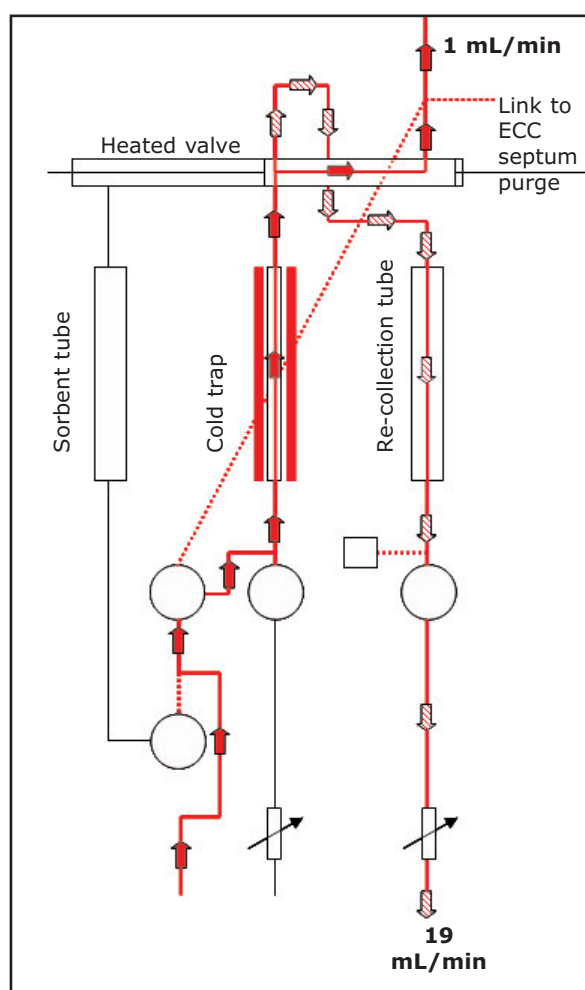 1 mL/min
Link to
ECC
septum
purge
Heated valve
Sorbent tube
Cold trap
Re-collection tube
19
mL/min